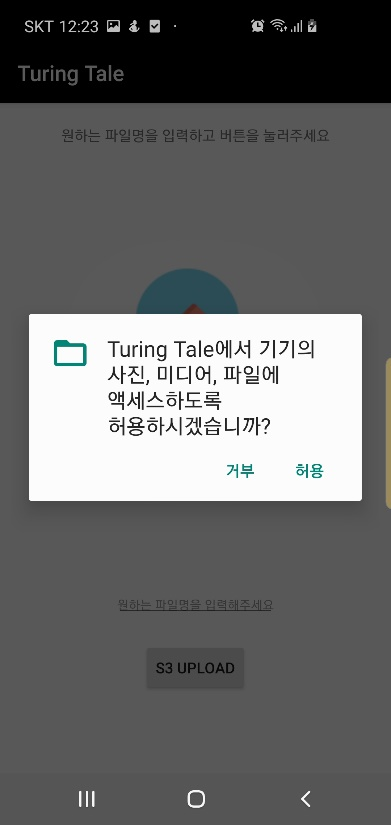 SKT 12:23
Turing Tale
원하는 파일명을 입력하고 버튼을 눌러주세요
Turing Tale에서 기기의
사진, 미디어, 파일에
액세스하도록
허용하시겠습니까?
거부 허용
원하는 파일명을 입력해주세요
S3 UPLOAD